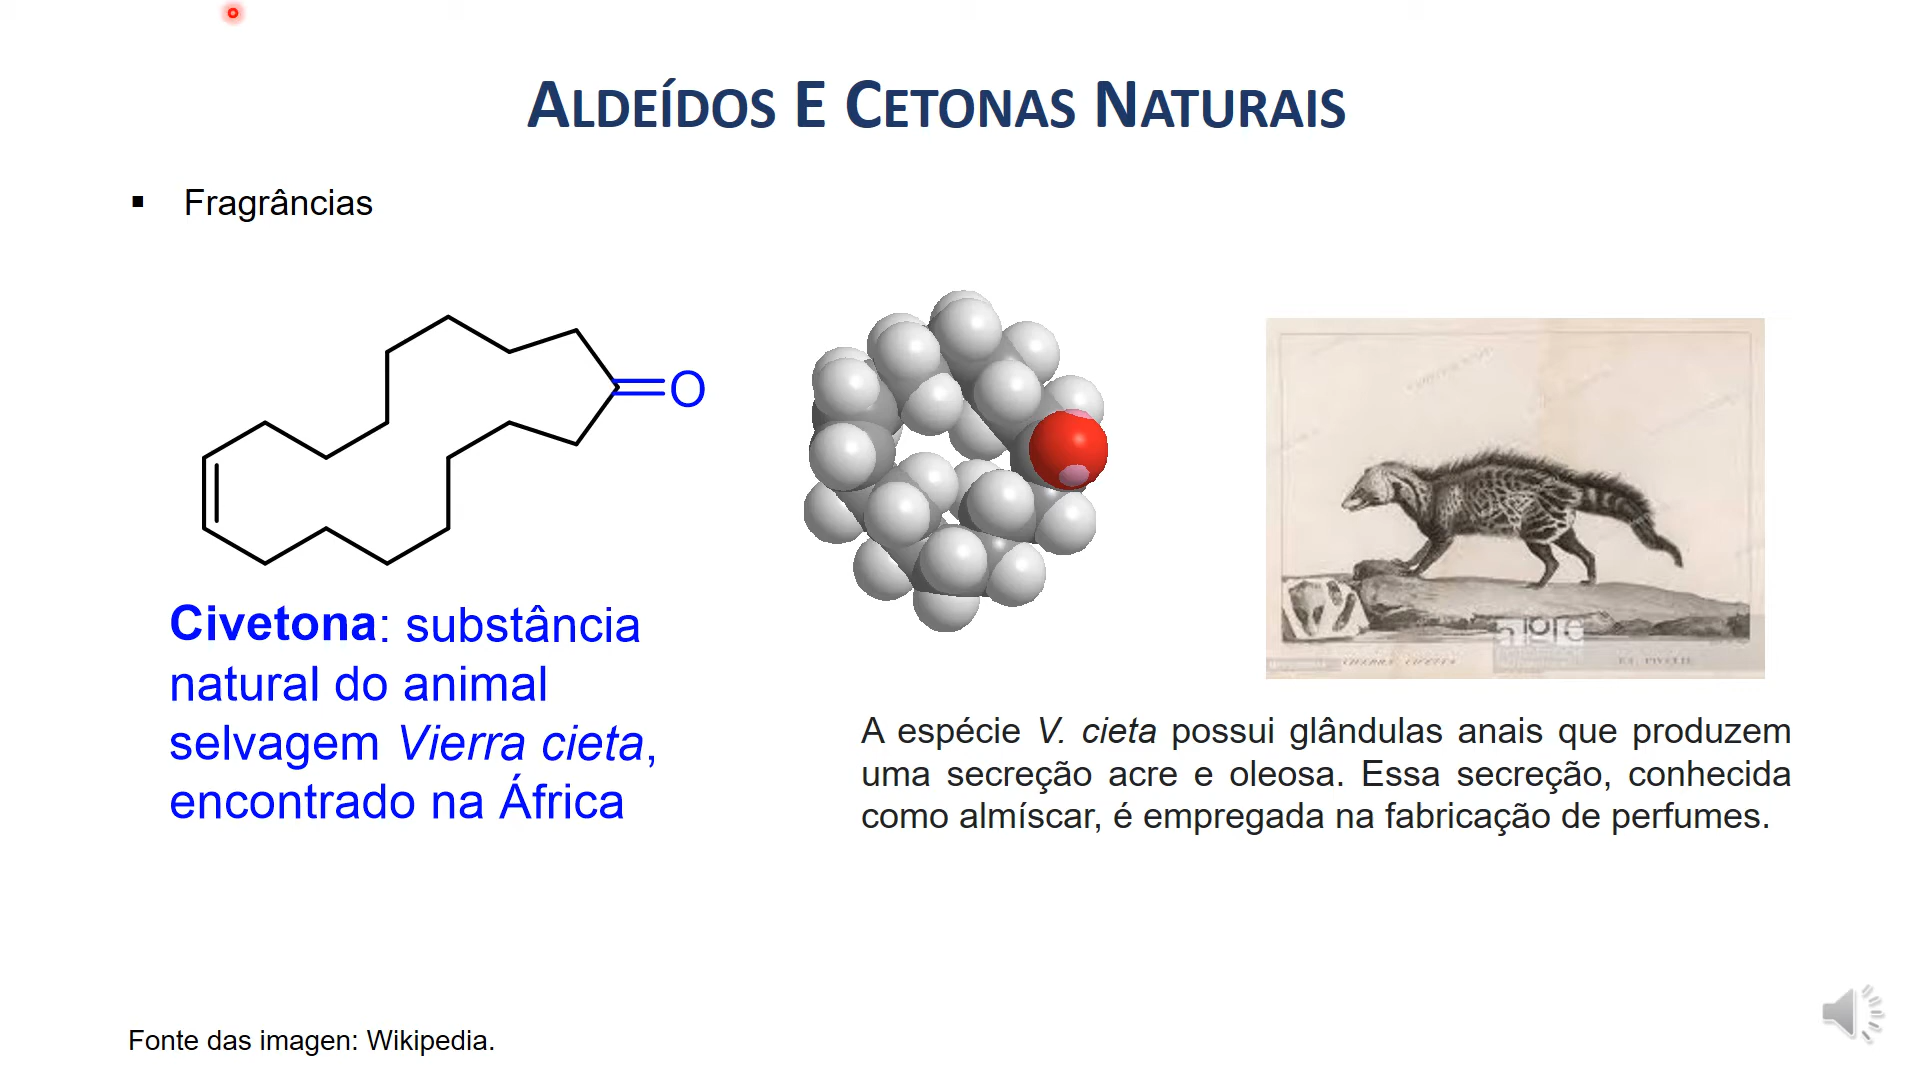 ALDEÍDOS E CETONAS NATURAIS
▪ Fragrâncias
O
Civetona: substância
natural do animal
selvagem Vierra cieta,
encontrado na África
A espécie V. cieta possui glândulas anais que produzem
uma secreção acre e oleosa. Essa secreção, conhecida
como almíscar, é empregada na fabricação de perfumes.
Fonte das imagen: Wikipedia.